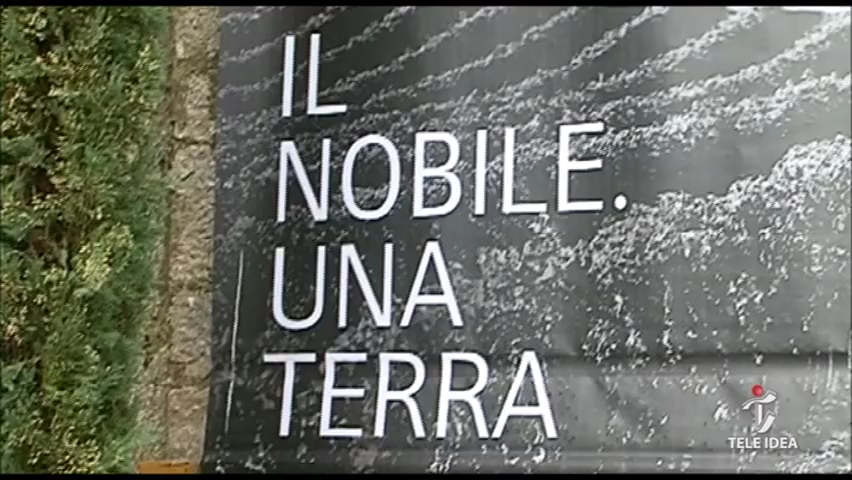 IL
NOBILE.
UNA
TERRA
TELE IDEA